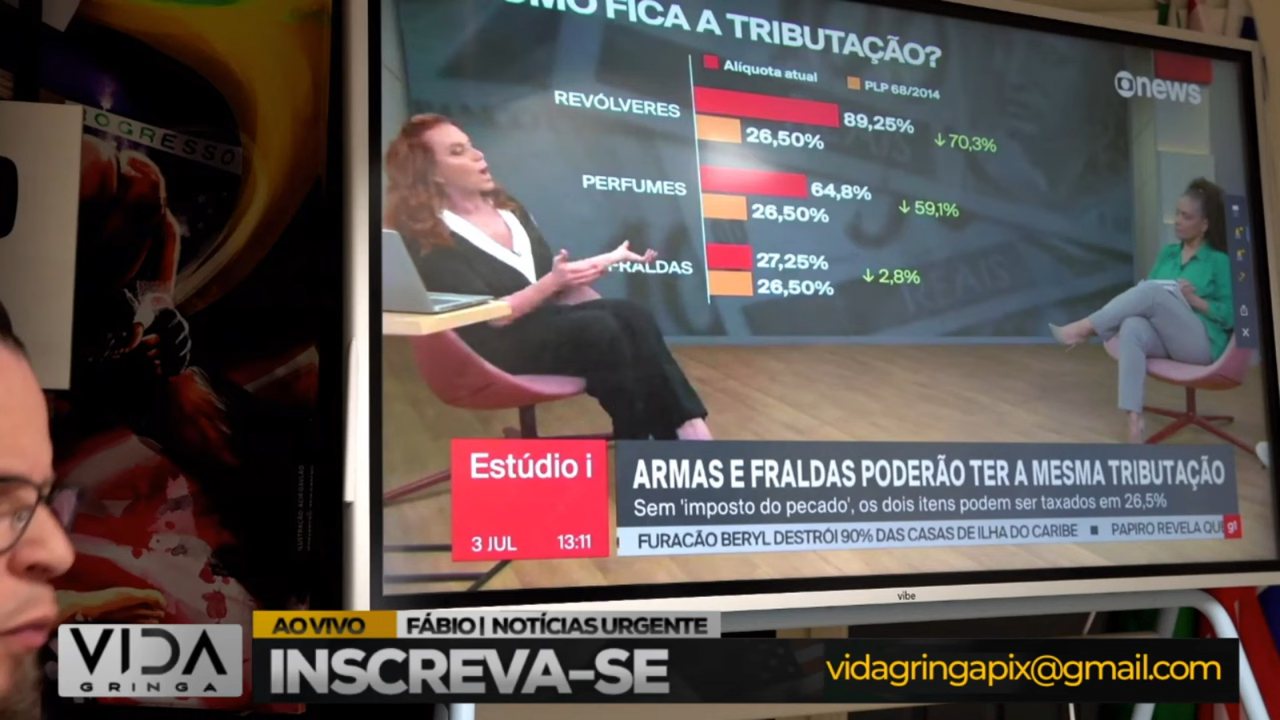 OMO FICA A TRIBUTAÇÃO?
Alíquota atual
PLP 68/2014
news
REVÓLVERES
89,25%
26,50%
↓70,3%
PERFUMES
64,8%
26,50%
↓59,1%
FRALDAS
27,25%
26,50%
↓2,8%
OGRESSO
REAIS
Estúdio i
3 JUL 13:11
ARMAS E FRALDAS PODERÃO TER A MESMA TRIBUTAÇÃO
Sem 'imposto do pecado', os dois itens podem ser taxados em 26,5%
FURACÃO BERYL DESTRÓI 90% DAS CASAS DE ILHA DO CARIBE ■ PAPIRO REVELA QUE
g1
vibe
AO VIVO FÁBIO | NOTÍCIAS URGENTE
VIDA
GRINGA
INSCREVA-SE
vidagringapix@gmail.com